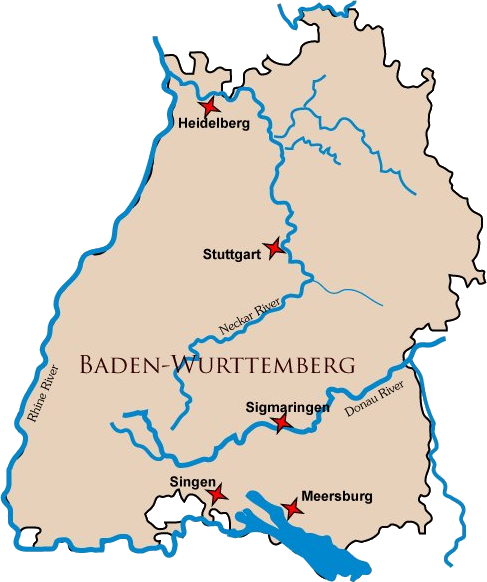 Heidelberg
Stuttgart
Neckar River
BADEN-WURTTEMBERG
Rhine River
Sigmaringen
Donau River
Singen
Meersburg